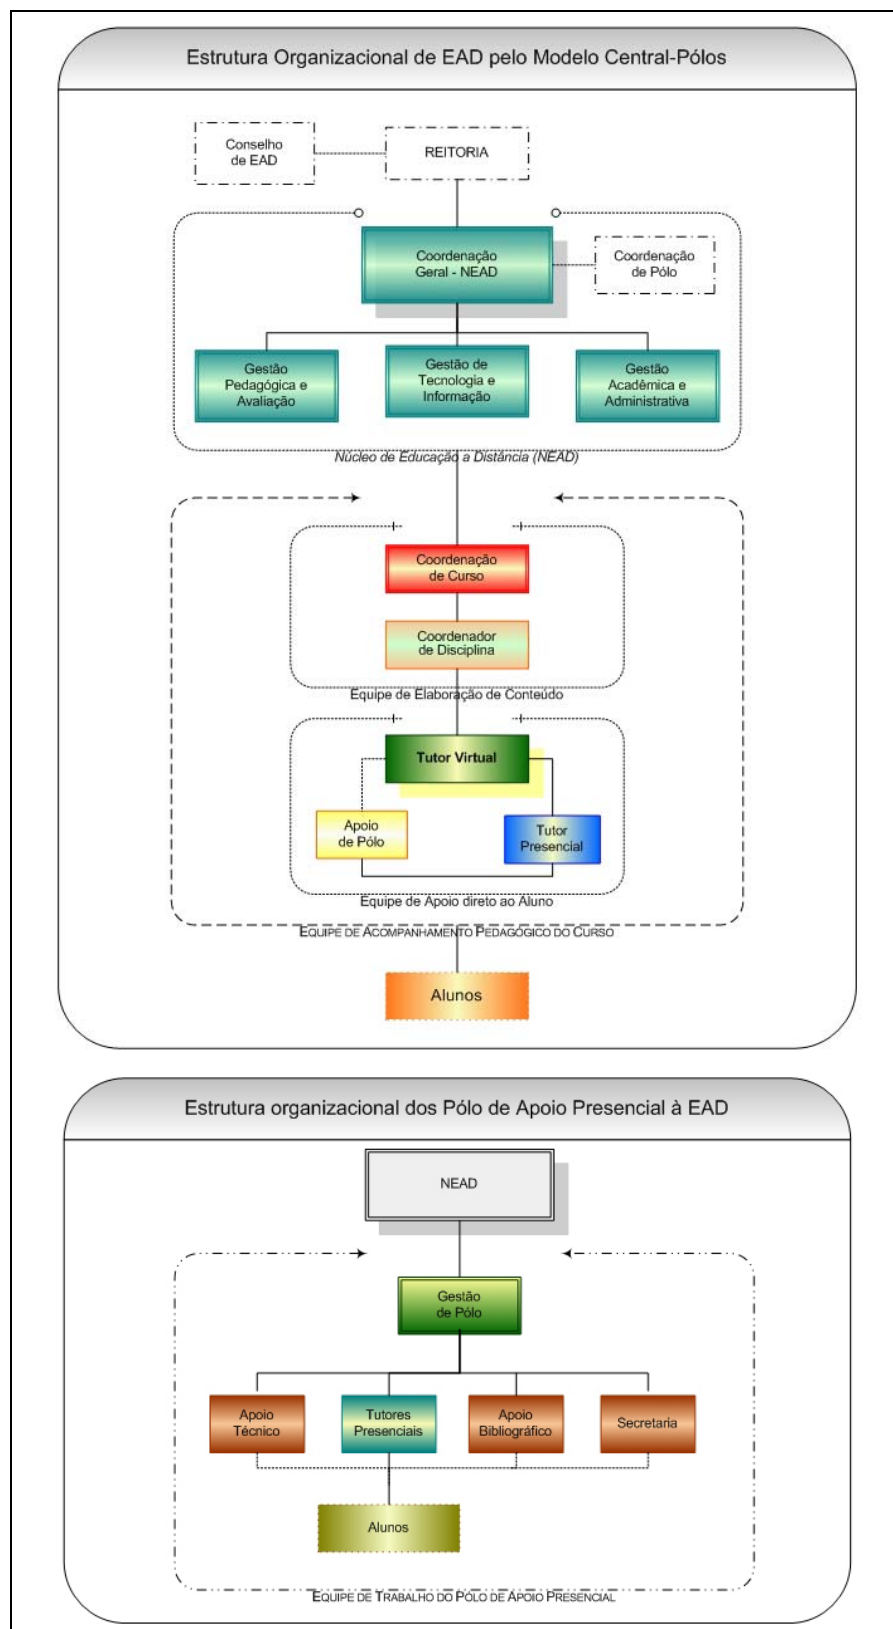 Estrutura Organizacional de EAD pelo Modelo Central-Pólos
Conselho
de EAD
REITORIA
Coordenação
Geral - NEAD
Coordenação
de Pólo
Gestão
Pedagógica e
Avaliação
Gestão de
Tecnologia e
Informação
Gestão
Acadêmica e
Administrativa
Núcleo de Educação a Distância (NEAD)
Coordenação
de Curso
Coordenador
de Disciplina
Equipe de Elaboração de Conteúdo
Tutor Virtual
Apoio
de Pólo
Tutor
Presencial
Equipe de Apoio direto ao Aluno
EQUIPE DE ACOMPANHAMENTO PEDAGÓGICO DO CURSO
Alunos
Estrutura organizacional dos Pólo de Apoio Presencial à EAD
NEAD
Gestão
de Pólo
Apoio
Técnico
Tutores
Presenciais
Apoio
Bibliográfico
Secretaria
Alunos
EQUIPE DE TRABALHO DO PÓLO DE APOIO PRESENCIAL